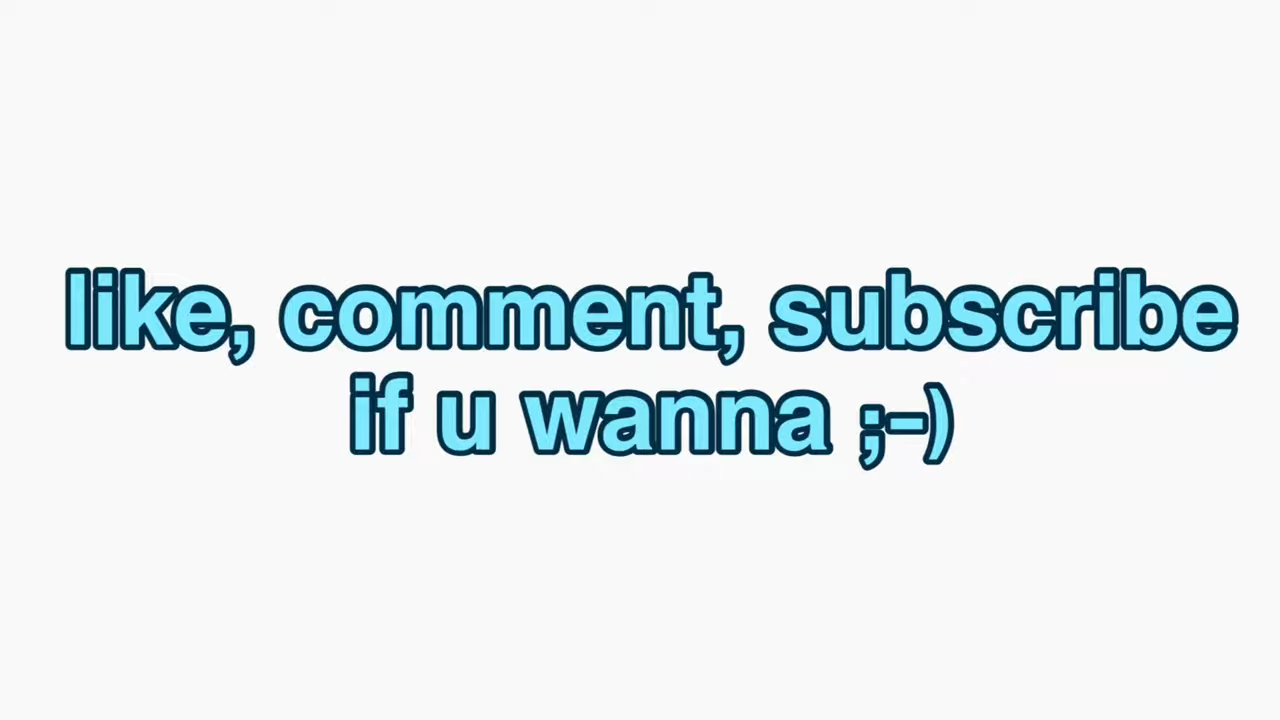 like, comment, subscribe
if u wanna ;-)